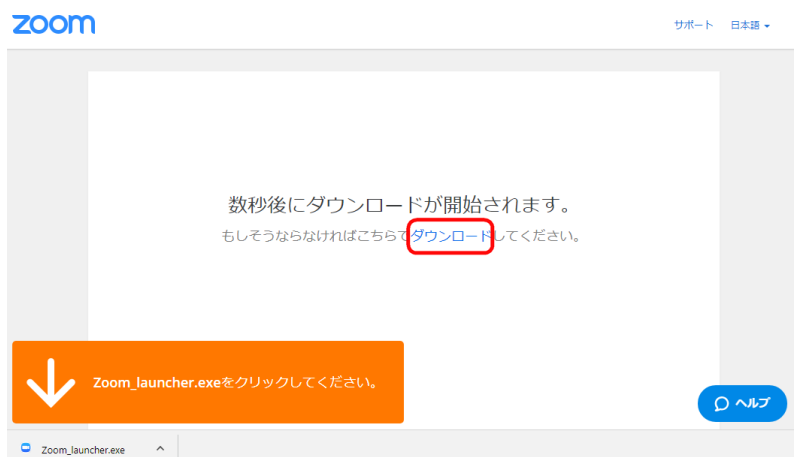 zoom
サポート 日本語
数秒後にダウンロードが開始されます。
もしそうならなければこちらでダウンロードしてください。
Zoom_launcher.exeをクリックしてください。
ヘルプ
Zoom_launcher.exe